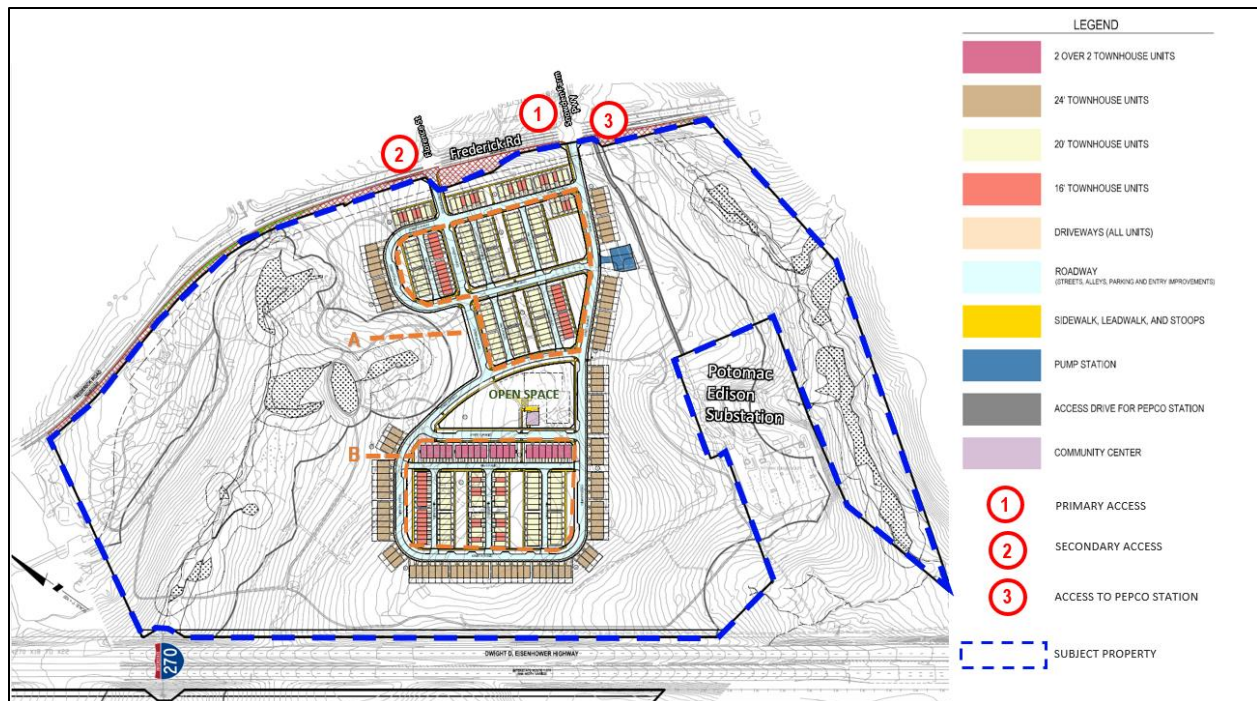 LEGEND
2 OVER 2 TOWNHOUSE UNITS
24' TOWNHOUSE UNITS
20' TOWNHOUSE UNITS
16' TOWNHOUSE UNITS
DRIVEWAYS (ALL UNITS)
ROADWAY
(STREETS, ALLEYS, PARKING AND ENTRY IMPROVEMENTS)
SIDEWALK, LEADWALK, AND STOOPS
PUMP STATION
ACCESS DRIVE FOR PEPCO STATION
COMMUNITY CENTER
1 PRIMARY ACCESS
2 SECONDARY ACCESS
3 ACCESS TO PEPCO STATION
SUBJECT PROPERTY
1
3
2
Frederick Rd
A
OPEN SPACE
B
Potomac
Edison
Substation
FREDERICK ROAD
270
DWIGHT D. EISENHOWER HIGHWAY